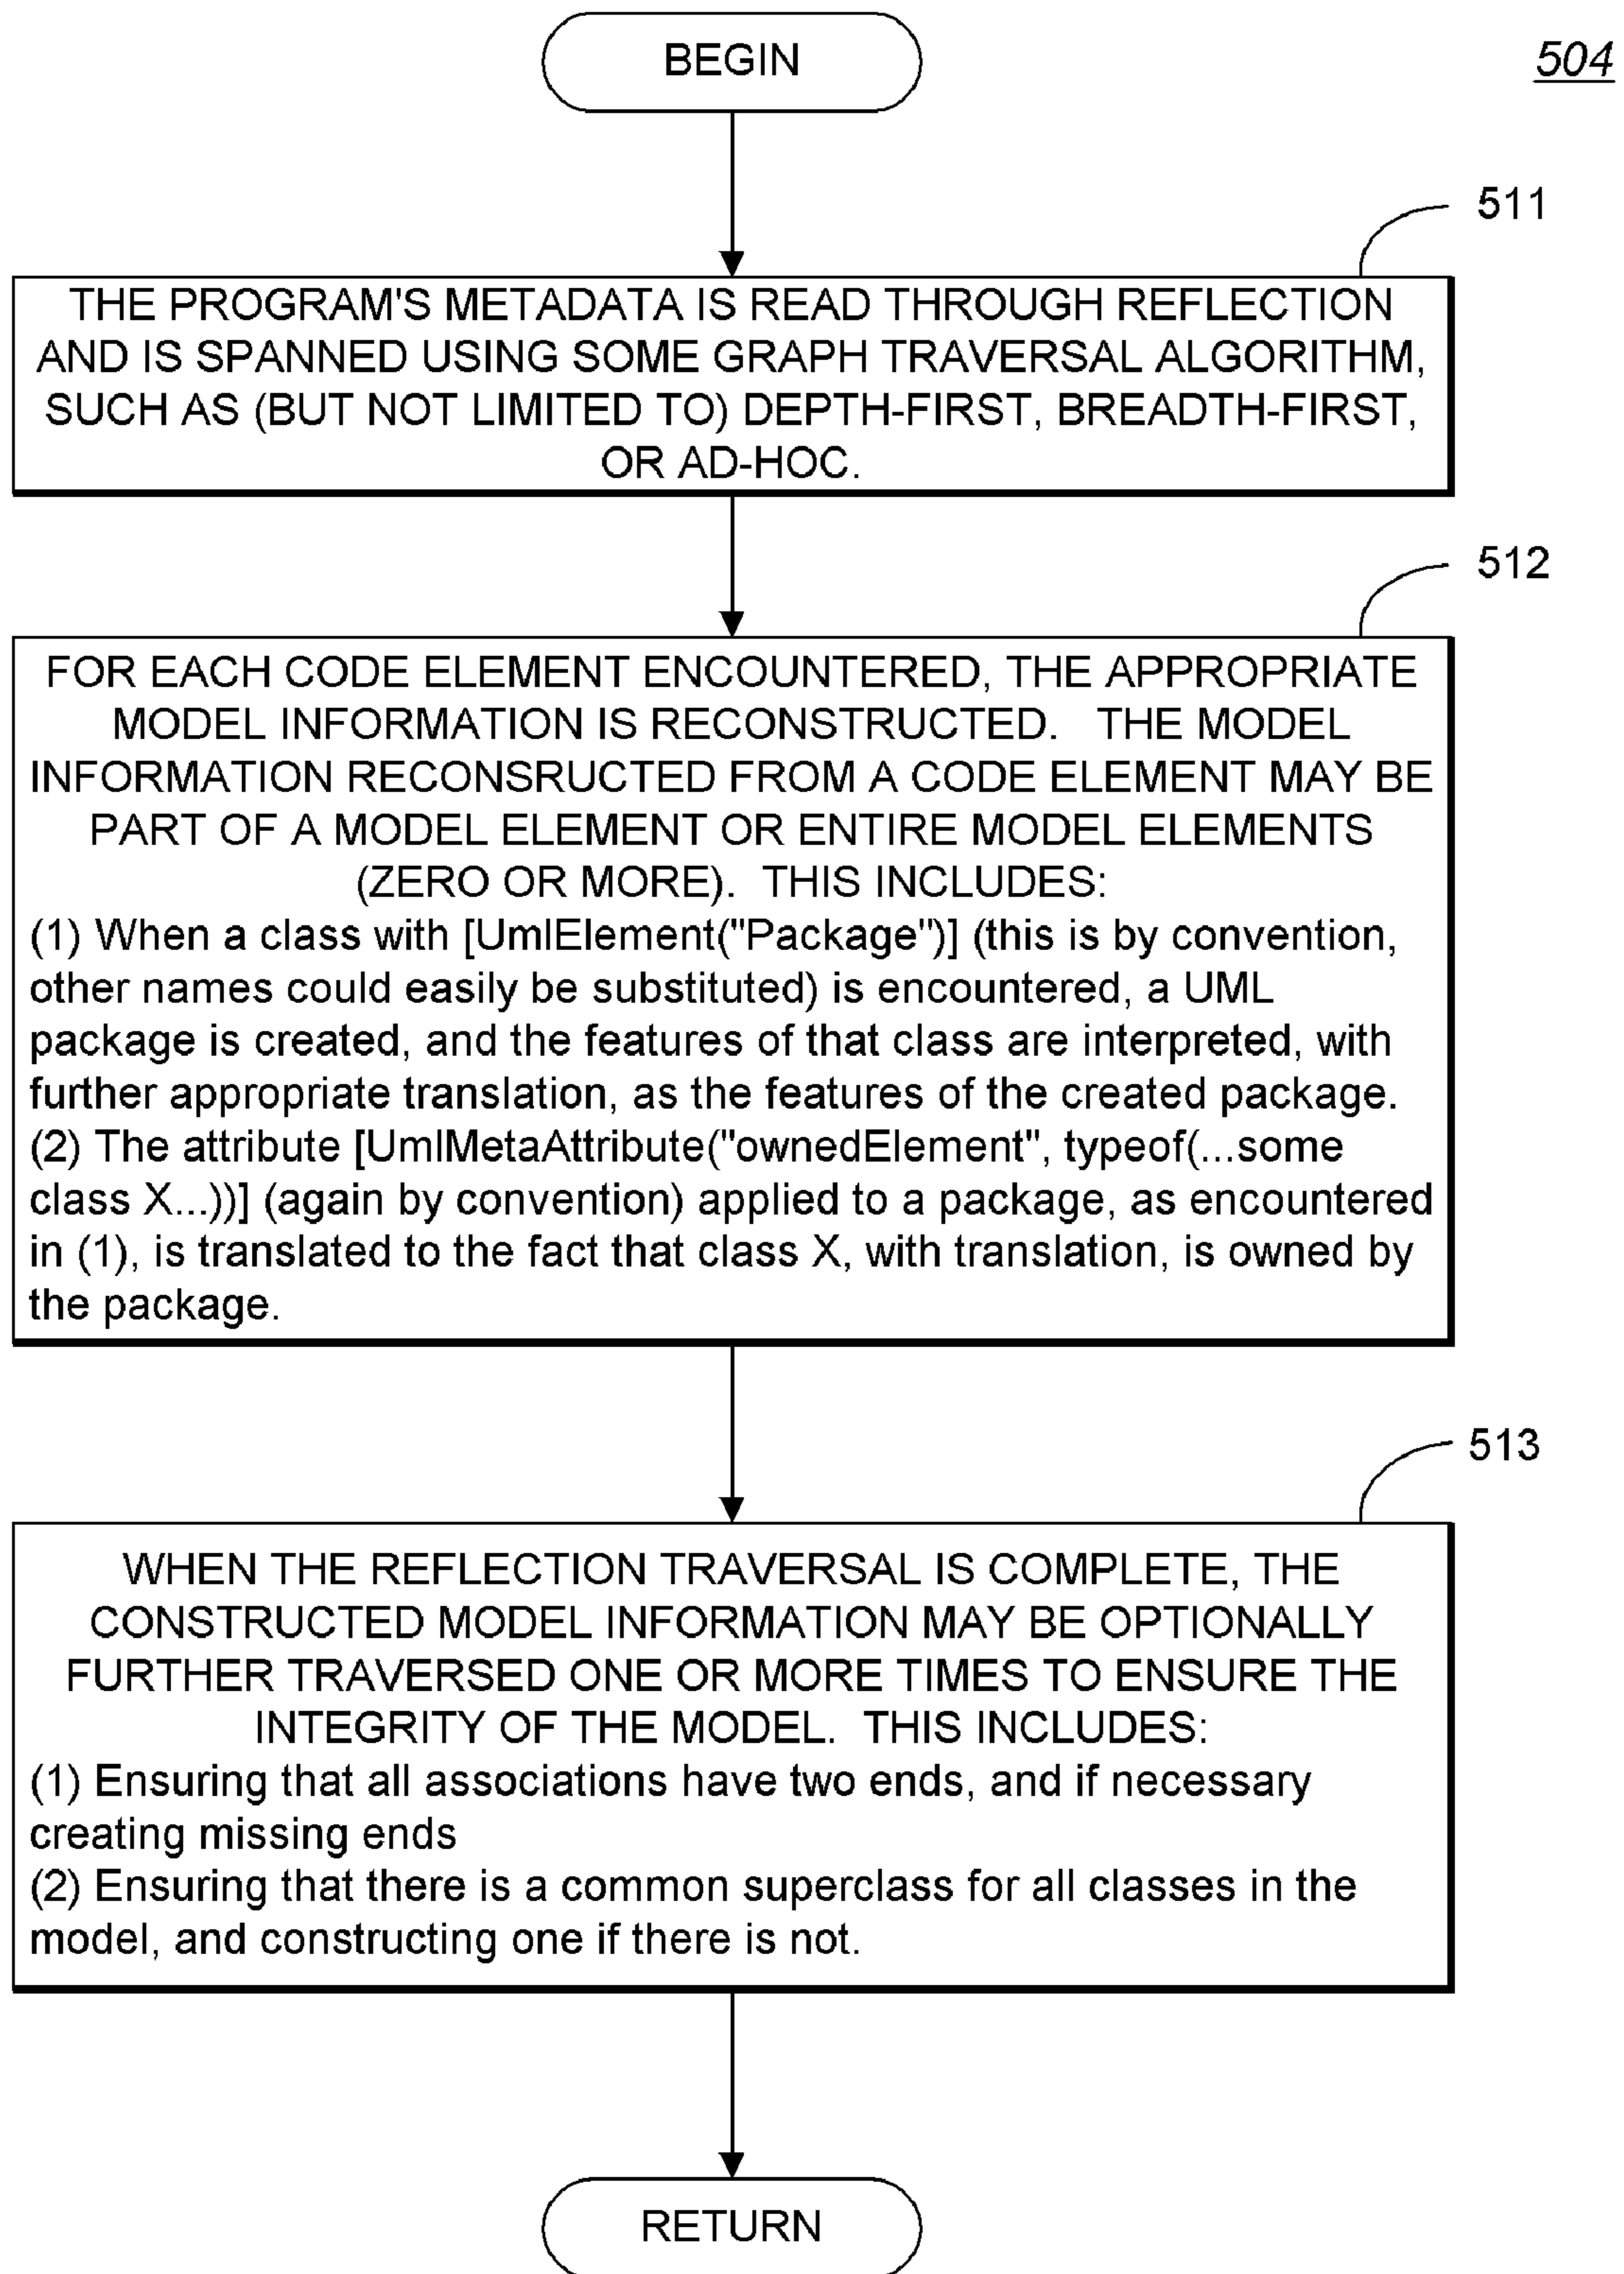 BEGIN
504
511
THE PROGRAM'S METADATA IS READ THROUGH REFLECTION
AND IS SPANNED USING SOME GRAPH TRAVERSAL ALGORITHM,
SUCH AS (BUT NOT LIMITED TO) DEPTH-FIRST, BREADTH-FIRST,
OR AD-HOC.
512
FOR EACH CODE ELEMENT ENCOUNTERED, THE APPROPRIATE
MODEL INFORMATION IS RECONSTRUCTED. THE MODEL
INFORMATION RECONSRUCTED FROM A CODE ELEMENT MAY BE
PART OF A MODEL ELEMENT OR ENTIRE MODEL ELEMENTS
(ZERO OR MORE). THIS INCLUDES:
(1) When a class with [UmlElement("Package")] (this is by convention,
other names could easily be substituted) is encountered, a UML
package is created, and the features of that class are interpreted, with
further appropriate translation, as the features of the created package.
(2) The attribute [UmlMetaAttribute("ownedElement", typeof(...some
class X...))] (again by convention) applied to a package, as encountered
in (1), is translated to the fact that class X, with translation, is owned by
the package.
513
WHEN THE REFLECTION TRAVERSAL IS COMPLETE, THE
CONSTRUCTED MODEL INFORMATION MAY BE OPTIONALLY
FURTHER TRAVERSED ONE OR MORE TIMES TO ENSURE THE
INTEGRITY OF THE MODEL. THIS INCLUDES:
(1) Ensuring that all associations have two ends, and if necessary
creating missing ends
(2) Ensuring that there is a common superclass for all classes in the
model, and constructing one if there is not.
RETURN